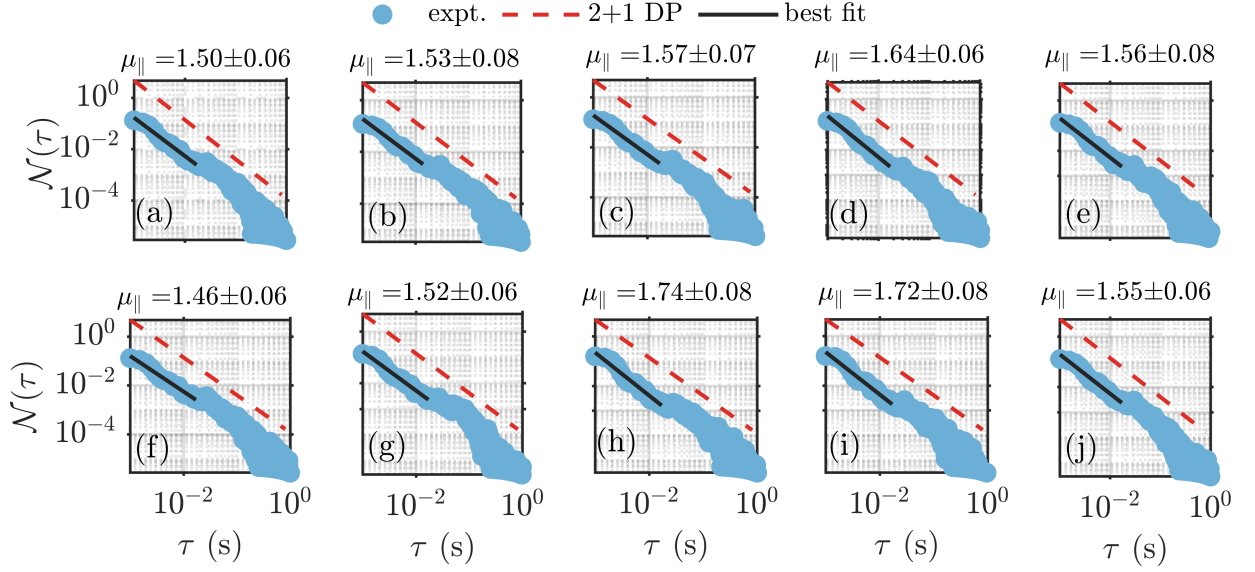 expt. 2+1 DP best fit
μ∥ =1.50±0.06 μ∥ =1.53±0.08 μ∥ =1.57±0.07 μ∥ =1.64±0.06 μ∥ =1.56±0.08
10⁰
10⁻²
10⁻⁴
𝒩(τ)
(a) (b) (c) (d) (e)
μ∥ =1.46±0.06 μ∥ =1.52±0.06 μ∥ =1.74±0.08 μ∥ =1.72±0.08 μ∥ =1.55±0.06
10⁰
10⁻²
10⁻⁴
𝒩(τ)
(f) (g) (h) (i) (j)
10⁻² 10⁰ 10⁻² 10⁰ 10⁻² 10⁰ 10⁻² 10⁰ 10⁻² 10⁰
τ (s) τ (s) τ (s) τ (s) τ (s)